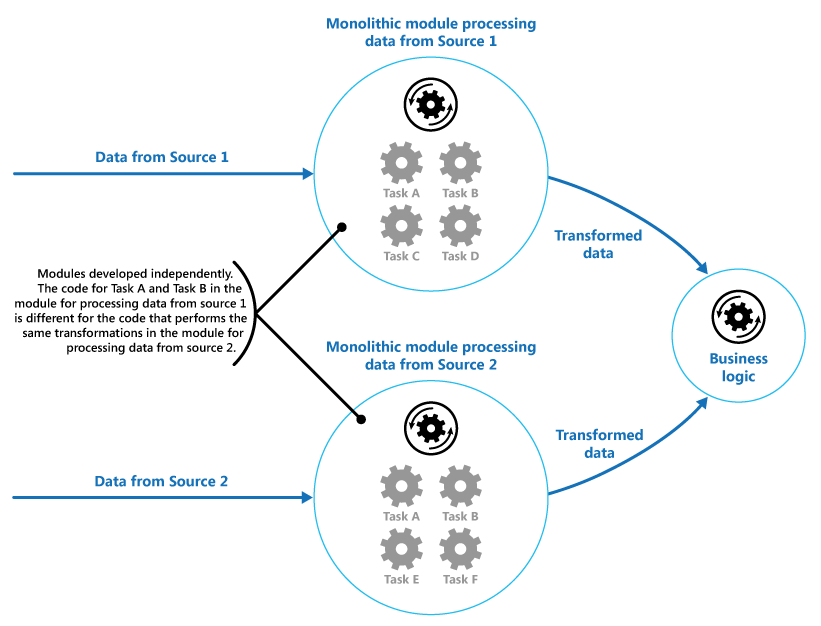 Monolithic module processing
data from Source 1
Data from Source 1
Task A
Task B
Task C
Task D
Transformed
data
Modules developed independently.
The code for Task A and Task B in the
module for processing data from source 1
is different for the code that performs the
same transformations in the module for
processing data from source 2.
Business
logic
Monolithic module processing
data from Source 2
Data from Source 2
Task A
Task B
Task E
Task F
Transformed
data